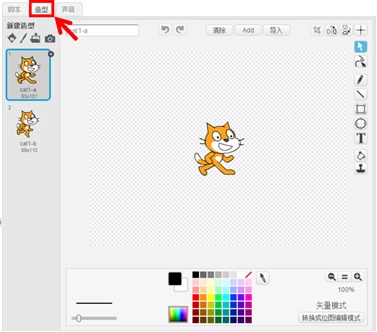 脚本 造型 声音
新建造型
cat1-a
清除 Add 导入
1
cat1-a
93x101
2
cat1-b
89x110
T
100%
矢量模式
转换成位图编辑模式